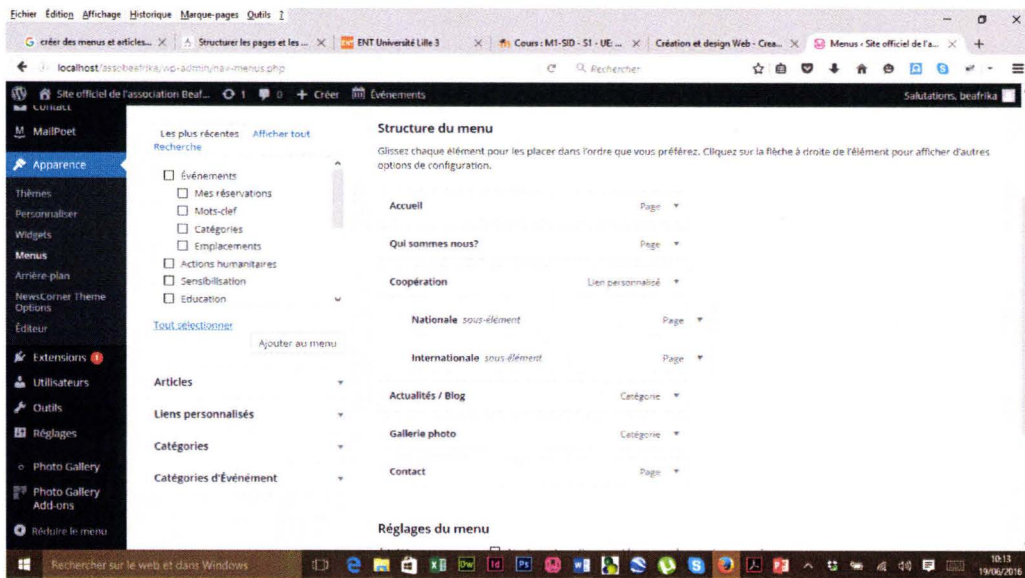 Fichier Édition Affichage Historique Marque-pages Outils ?
créer des menus et articles... Structurer les pages et les ... ENT Université Lille 3 Cours : M1-SID - S1 - UE: ... Création et design Web - Crea... Menus ‹ Site officiel de l'a...
localhost/assobeafrika/wp-admin/nav-menus.php Rechercher
Site officiel de l'association Beaf... 1 0 + Créer Événements Salutations, beafrika
Contact
MailPoet
Apparence
Thèmes
Personnaliser
Widgets
Menus
Arrière-plan
NewsCorner Theme
Options
Éditeur
Extensions 1
Utilisateurs
Outils
Réglages
Photo Gallery
Photo Gallery
Add-ons
Réduire le menu
Les plus récentes Afficher tout
Recherche
Événements
Mes réservations
Mots-clef
Catégories
Emplacements
Actions humanitaires
Sensibilisation
Education
Tout sélectionner
Ajouter au menu
Articles
Liens personnalisés
Catégories
Catégories d'Événement
Structure du menu
Glissez chaque élément pour les placer dans l'ordre que vous préférez. Cliquez sur la flèche à droite de l'élément pour afficher d'autres
options de configuration.
Accueil Page
Qui sommes nous? Page
Coopération Lien personnalisé
Nationale sous-élément Page
Internationale sous-élément Page
Actualités / Blog Catégorie
Gallerie photo Catégorie
Contact Page
Réglages du menu
Rechercher sur le web et dans Windows
10:13
19/06/2016